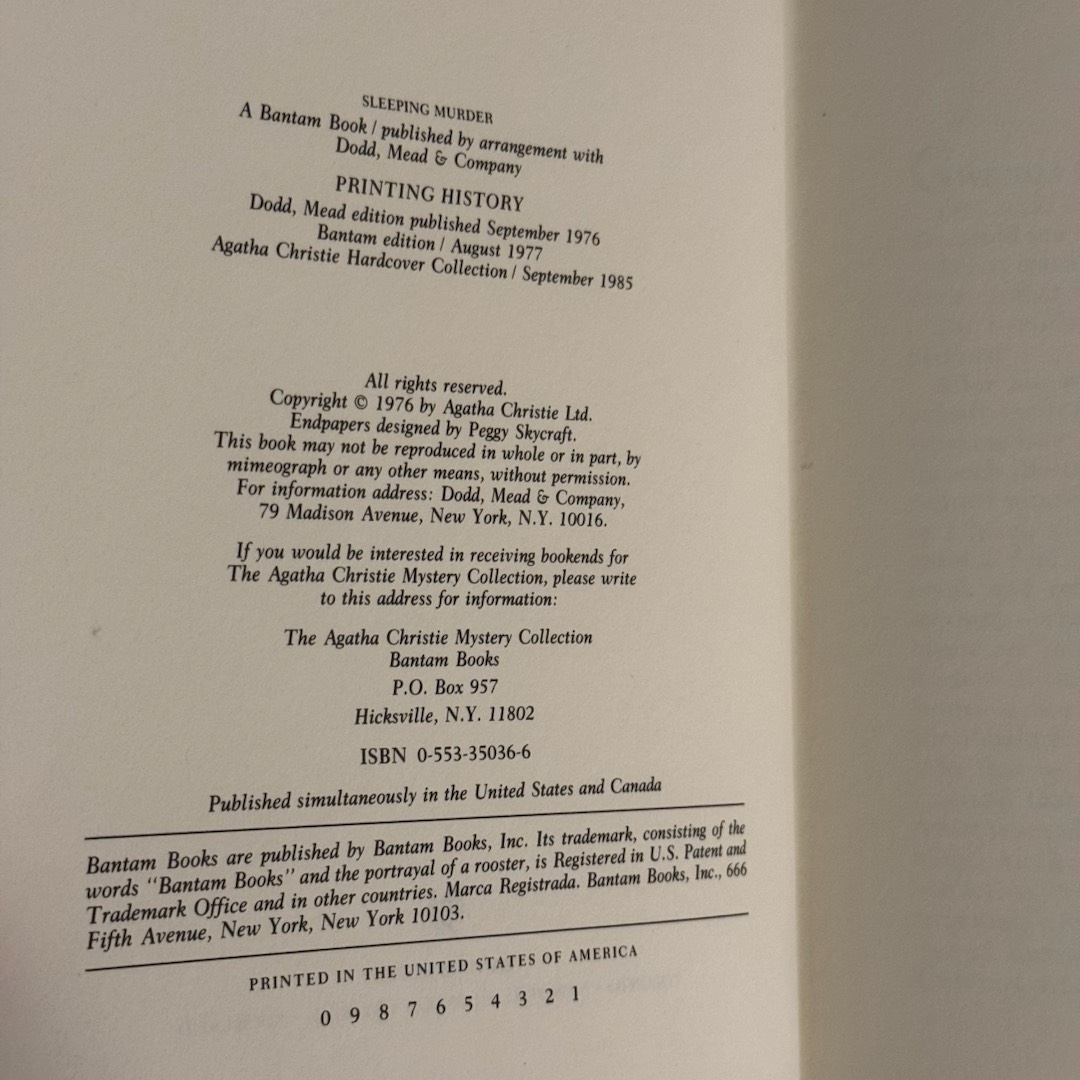 SLEEPING MURDER
A Bantam Book / published by arrangement with
Dodd, Mead & Company
PRINTING HISTORY
Dodd, Mead edition published September 1976
Bantam edition / August 1977
Agatha Christie Hardcover Collection / September 1985
All rights reserved.
Copyright © 1976 by Agatha Christie Ltd.
Endpapers designed by Peggy Skycraft.
This book may not be reproduced in whole or in part, by
mimeograph or any other means, without permission.
For information address: Dodd, Mead & Company,
79 Madison Avenue, New York, N.Y. 10016.
If you would be interested in receiving bookends for
The Agatha Christie Mystery Collection, please write
to this address for information:
The Agatha Christie Mystery Collection
Bantam Books
P.O. Box 957
Hicksville, N.Y. 11802
ISBN 0-553-35036-6
Published simultaneously in the United States and Canada
Bantam Books are published by Bantam Books, Inc. Its trademark, consisting of the
words "Bantam Books" and the portrayal of a rooster, is Registered in U.S. Patent and
Trademark Office and in other countries. Marca Registrada. Bantam Books, Inc., 666
Fifth Avenue, New York, New York 10103.
PRINTED IN THE UNITED STATES OF AMERICA
0 9 8 7 6 5 4 3 2 1